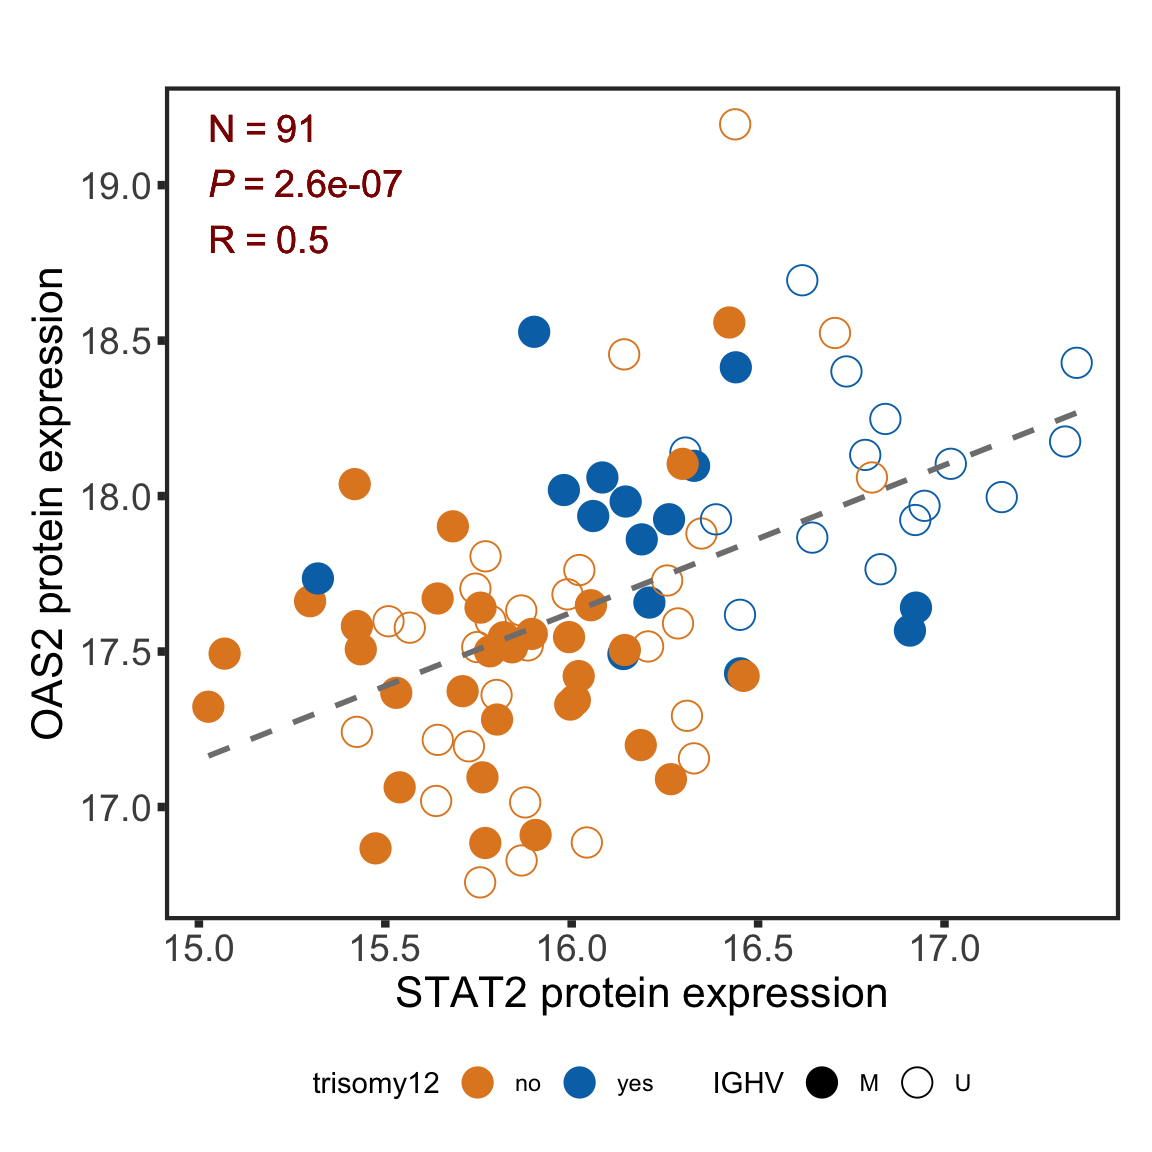 N = 91
P = 2.6e-07
R = 0.5
OAS2 protein expression
19.0
18.5
18.0
17.5
17.0
15.0 15.5 16.0 16.5 17.0
STAT2 protein expression
trisomy12 no yes IGHV M U